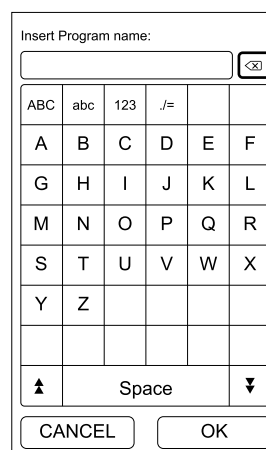 Insert Program name:
ABC abc 123 ./=
A B C D E F
G H I J K L
M N O P Q R
S T U V W X
Y Z
Space
CANCEL OK